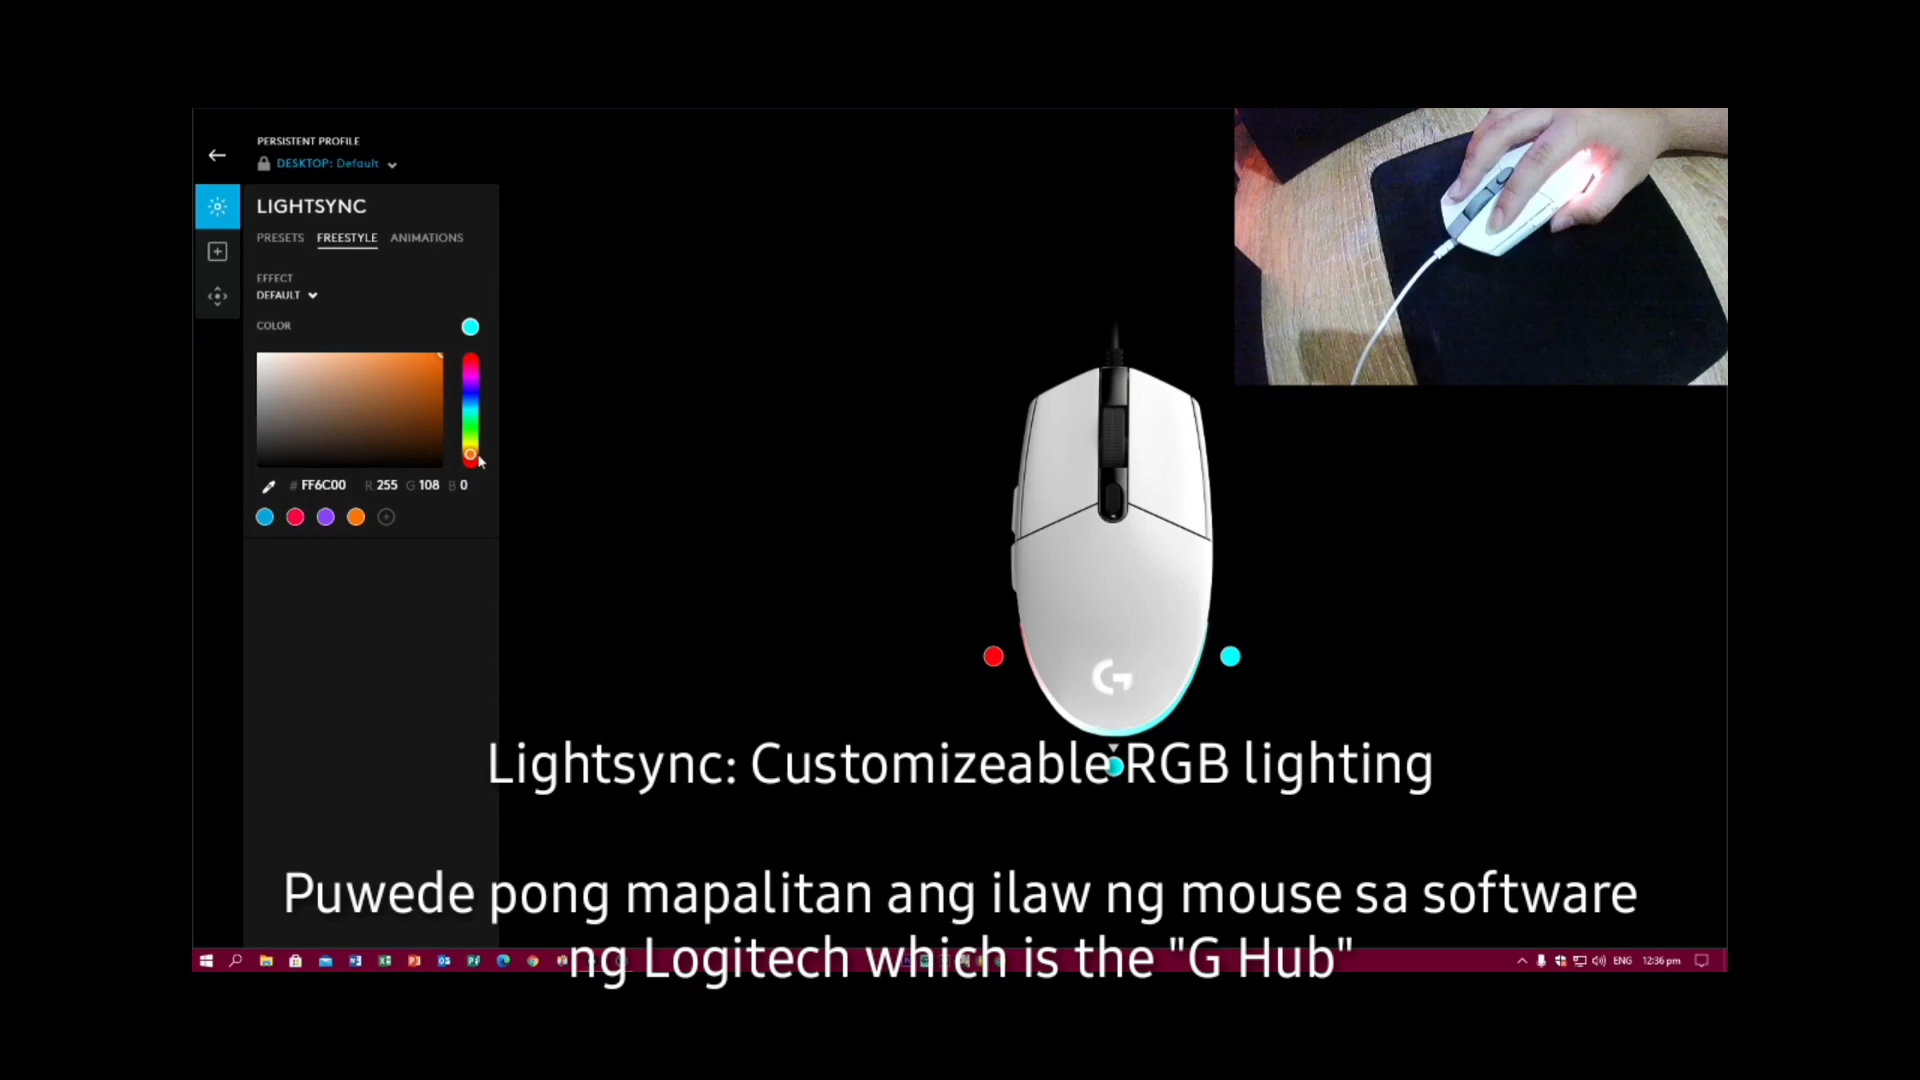 PERSISTENT PROFILE
DESKTOP: Default
LIGHTSYNC
PRESETS FREESTYLE ANIMATIONS
EFFECT
DEFAULT
COLOR
# FF6C00 R 255 G 108 B 0
Lightsync: Customizeable RGB lighting
Puwede pong mapalitan ang ilaw ng mouse sa software
ng Logitech which is the "G Hub"
ENG 12:36 pm